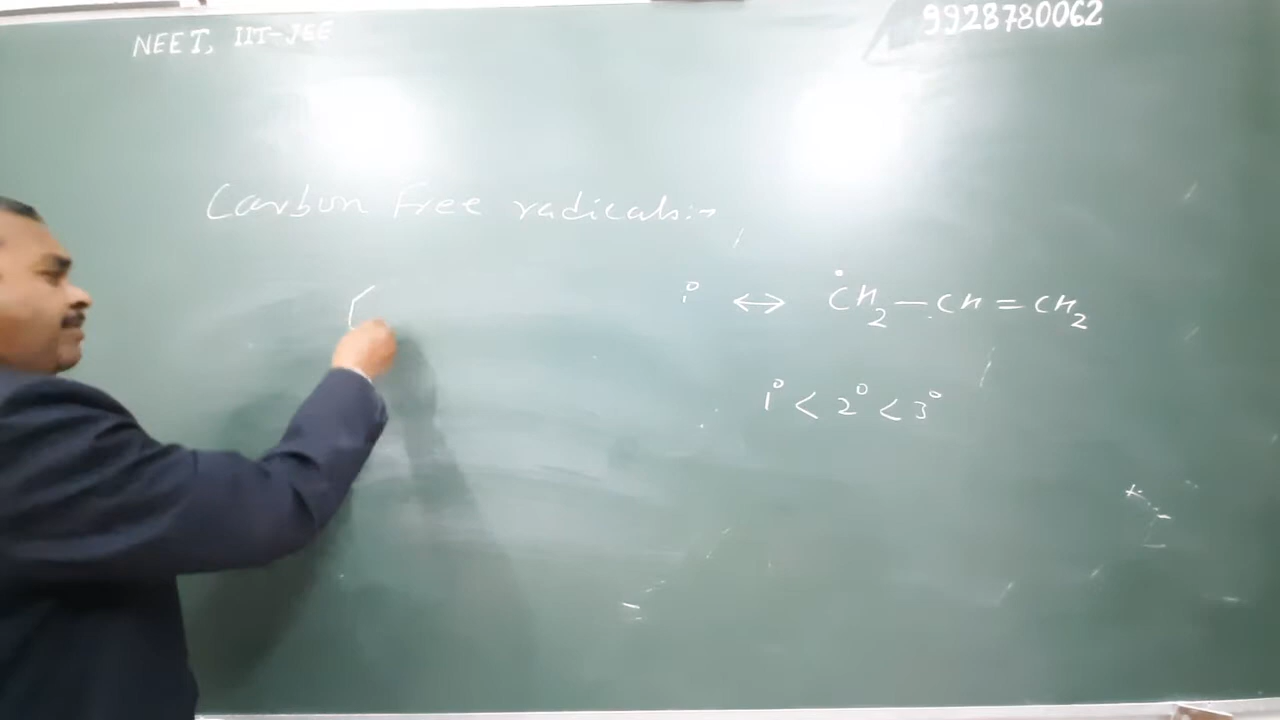 NEET, IIT-JEE
9928780062
Carbon Free radicals:→
1° ↔ ĊH₂—CH=CH₂
1° < 2° < 3°